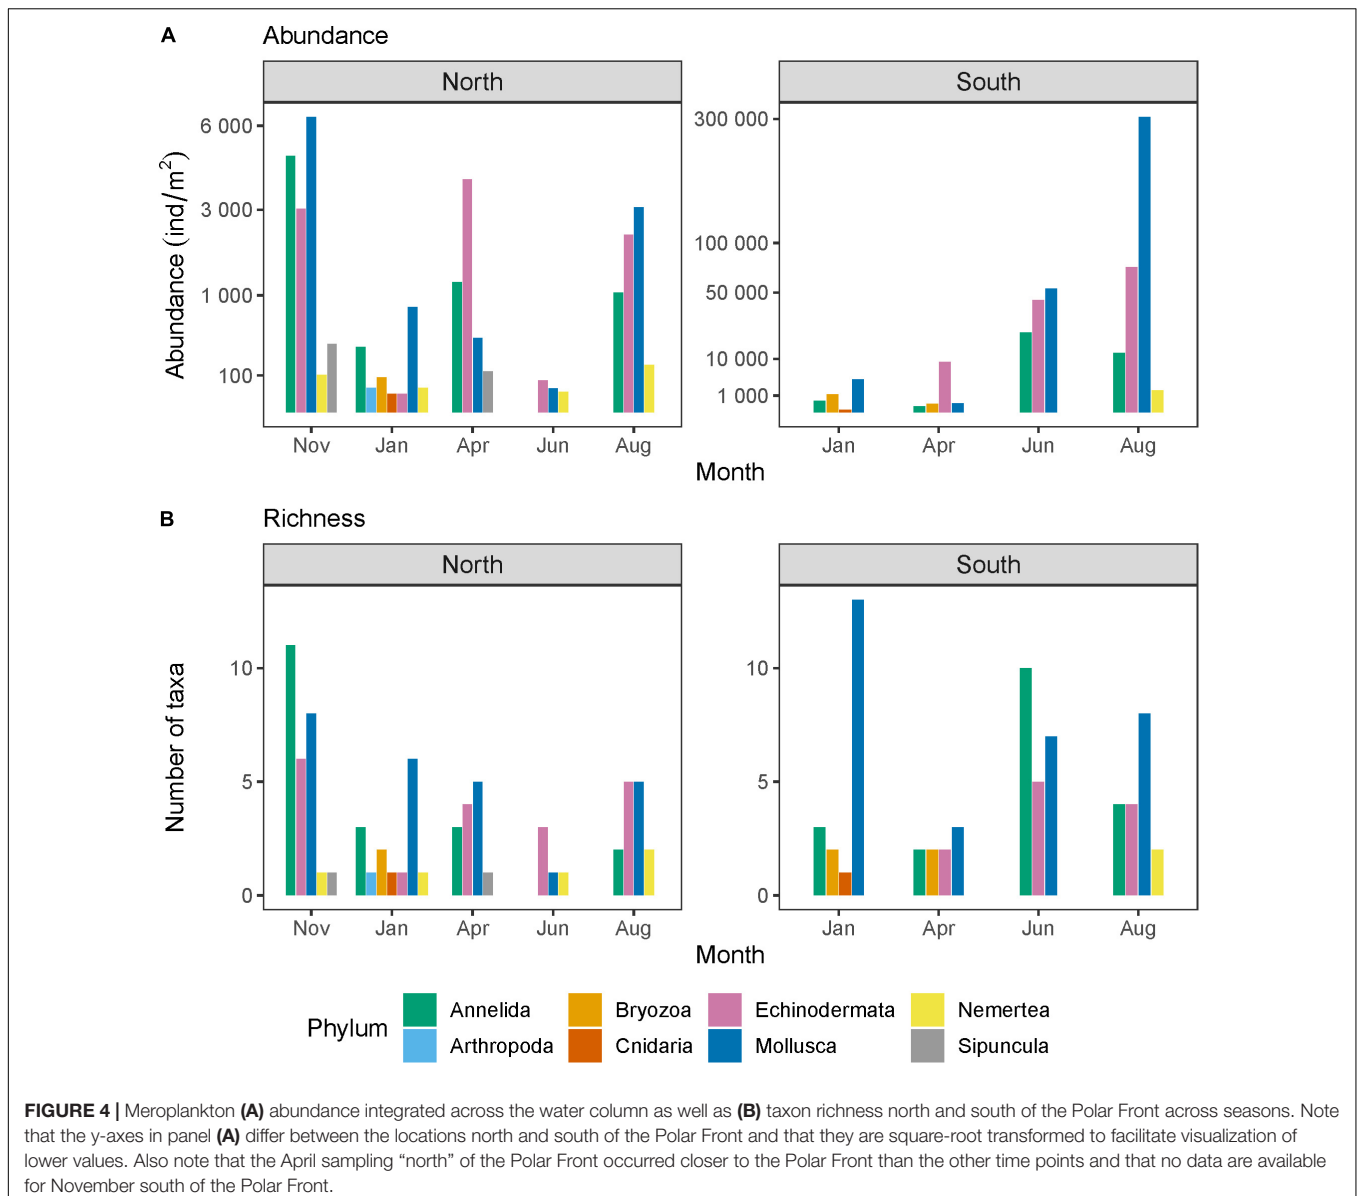 A Abundance
North South
Abundance (ind/m²)
6 000
3 000
1 000
100
300 000
100 000
50 000
10 000
1 000
Nov Jan Apr Jun Aug
Jan Apr Jun Aug
Month
B Richness
North South
Number of taxa
10
5
0
10
5
0
Nov Jan Apr Jun Aug
Jan Apr Jun Aug
Month
Phylum
Annelida Bryozoa Echinodermata Nemertea
Arthropoda Cnidaria Mollusca Sipuncula
FIGURE 4 | Meroplankton (A) abundance integrated across the water column as well as (B) taxon richness north and south of the Polar Front across seasons. Note
that the y-axes in panel (A) differ between the locations north and south of the Polar Front and that they are square-root transformed to facilitate visualization of
lower values. Also note that the April sampling “north” of the Polar Front occurred closer to the Polar Front than the other time points and that no data are available
for November south of the Polar Front.